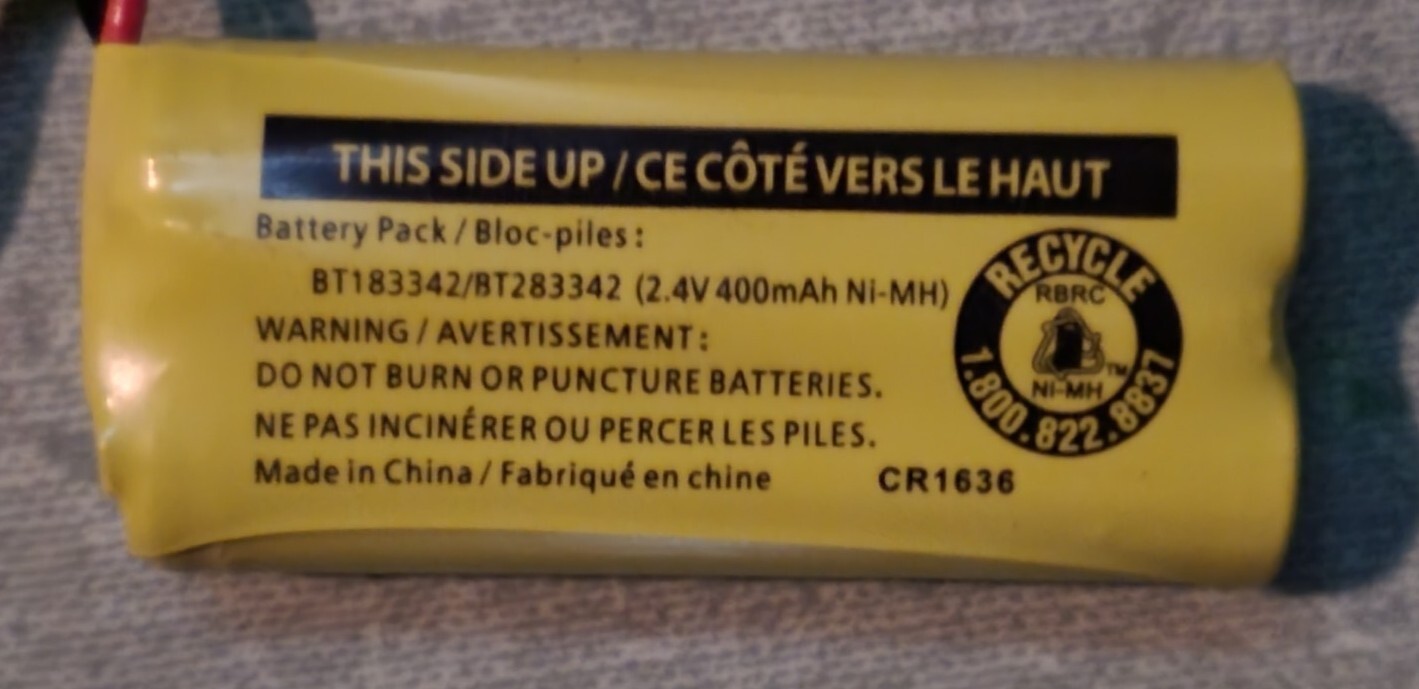 THIS SIDE UP / CE CÔTÉ VERS LE HAUT
Battery Pack / Bloc-piles :
BT183342/BT283342 (2.4V 400mAh Ni-MH)
WARNING / AVERTISSEMENT :
DO NOT BURN OR PUNCTURE BATTERIES.
NE PAS INCINÉRER OU PERCER LES PILES.
Made in China / Fabriqué en chine
CR1636
RECYCLE
RBRC
TM
NI-MH
1.800.822.8837